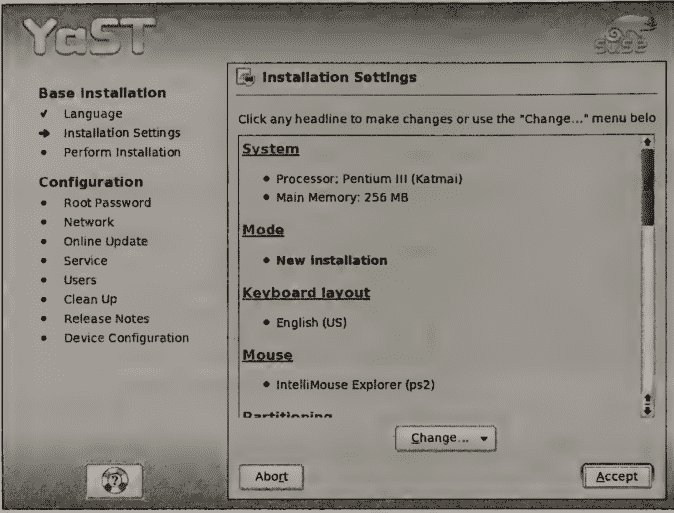 YaST
suse
Base Installation
Language
Installation Settings
Perform Installation
Configuration
Root Password
Network
Online Update
Service
Users
Clean Up
Release Notes
Device Configuration
Installation Settings
Click any headline to make changes or use the "Change..." menu belo
System
Processor: Pentium III (Katmai)
Main Memory: 256 MB
Mode
New installation
Keyboard layout
English (US)
Mouse
IntelliMouse Explorer (ps2)
Partitioning
Change...
?
Abort
Accept